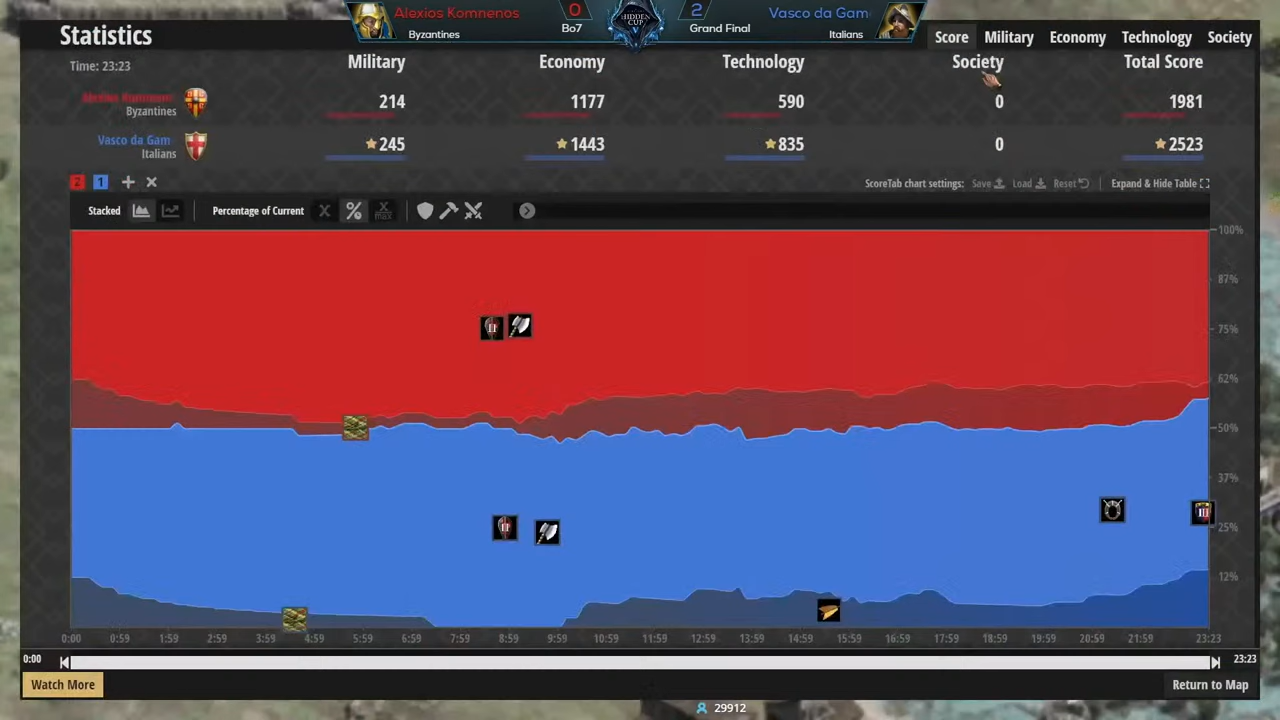 Alexios Komnenos 0 2 Vasco da Gam
Byzantines Bo7 HIDDEN CUP Grand Final Italians
Statistics Score Military Economy Technology Society
Time: 23:23 Military Economy Technology Society Total Score
Alexios Komnenos 214 1177 590 0 1981
Byzantines
Vasco da Gam 245 1443 835 0 2523
Italians
2 1 ScoreTab chart settings: Save Load Reset Expand & Hide Table
Stacked Percentage of Current X % X max
100%
87%
75%
62%
50%
37%
25%
12%
0:00 0:59 1:59 2:59 3:59 4:59 5:59 6:59 7:59 8:59 9:59 10:59 11:59 12:59 13:59 14:59 15:59 16:59 17:59 18:59 19:59 20:59 21:59 23:23
0:00 23:23
Watch More Return to Map
29912